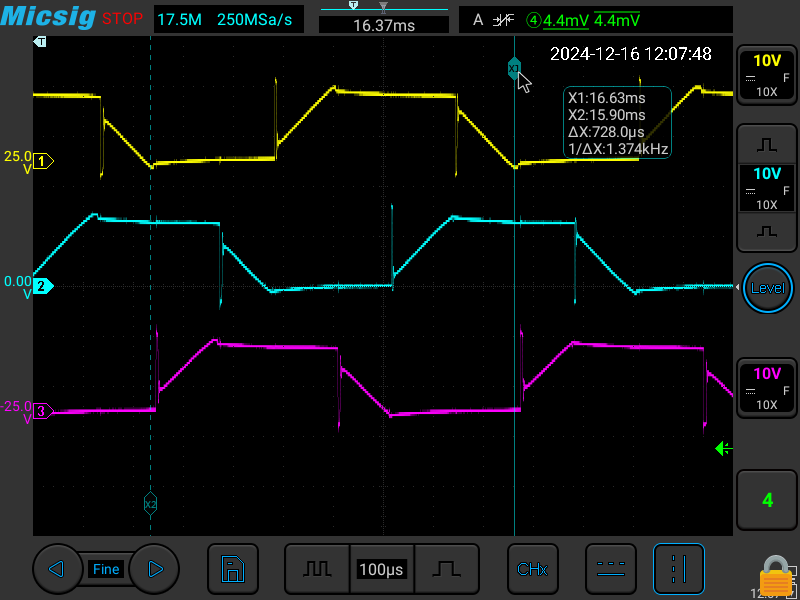 Micsig STOP 17.5M 250MSa/s T 16.37ms A 4 4.4mV 4.4mV
T
2024-12-16 12:07:48
X1
X1:16.63ms
X2:15.90ms
ΔX:728.0μs
1/ΔX:1.374kHz
25.0 V 1
0.00 V 2
-25.0 V 3
X2
10V
F
10X
10V
F
10X
Level
10V
F
10X
4
Fine
100μs
CHx